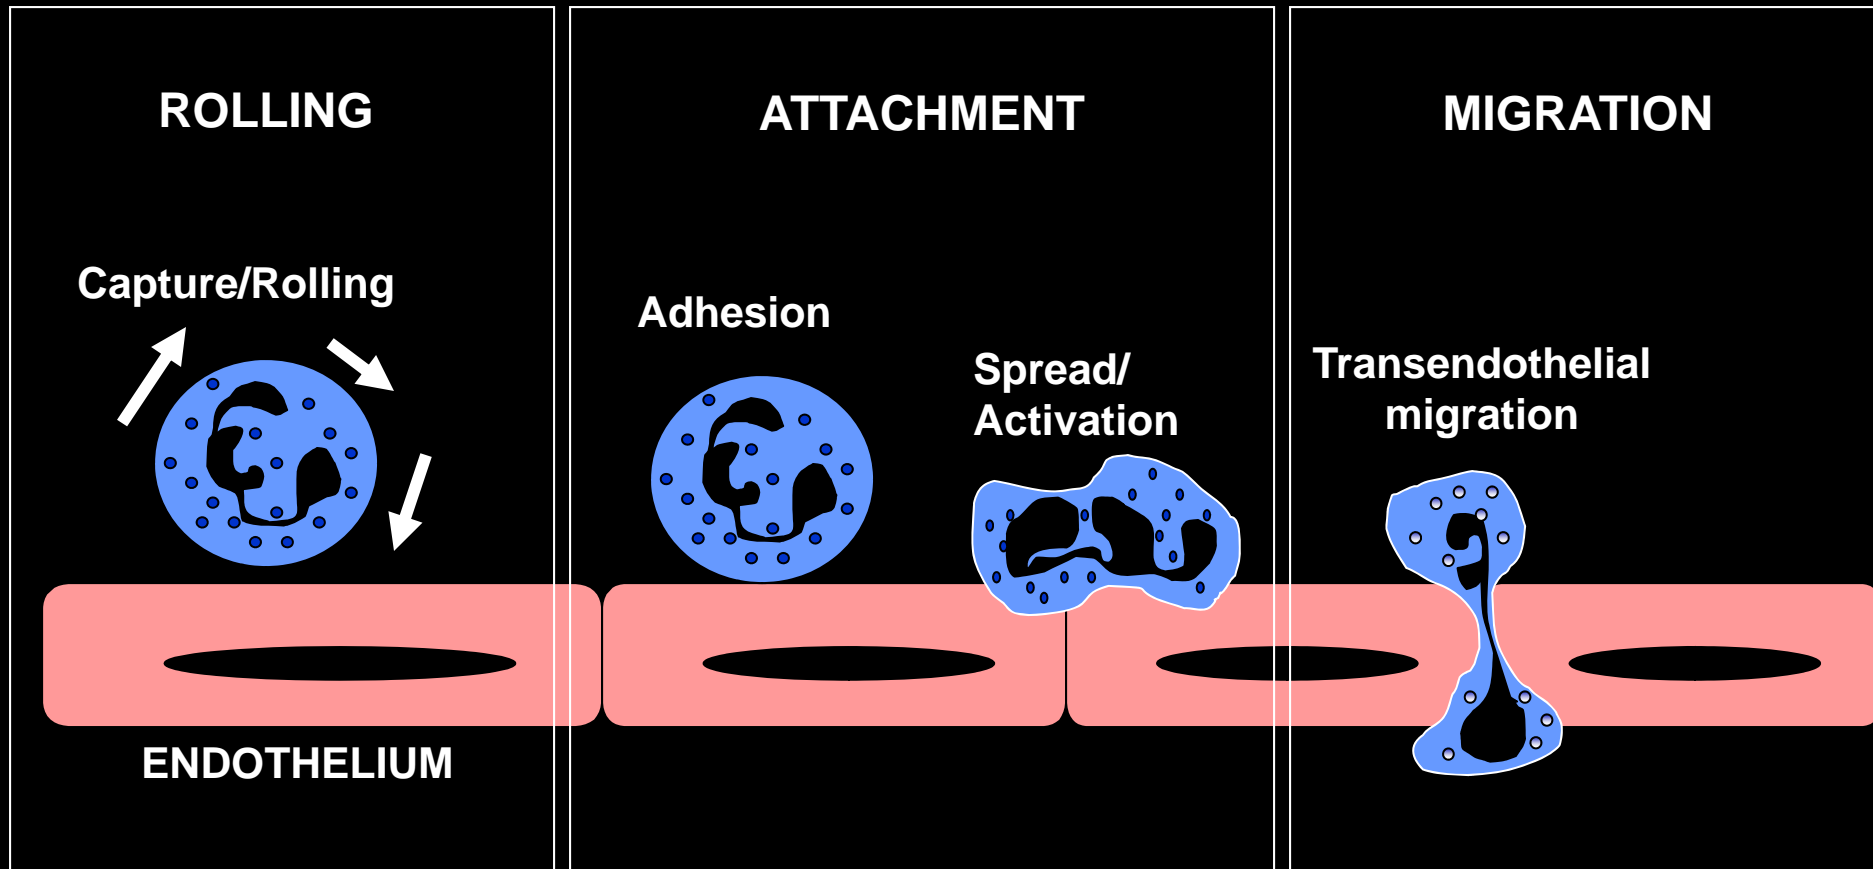 ROLLING
ATTACHMENT
MIGRATION
Capture/Rolling
Adhesion
Spread/
Activation
Transendothelial
migration
ENDOTHELIUM